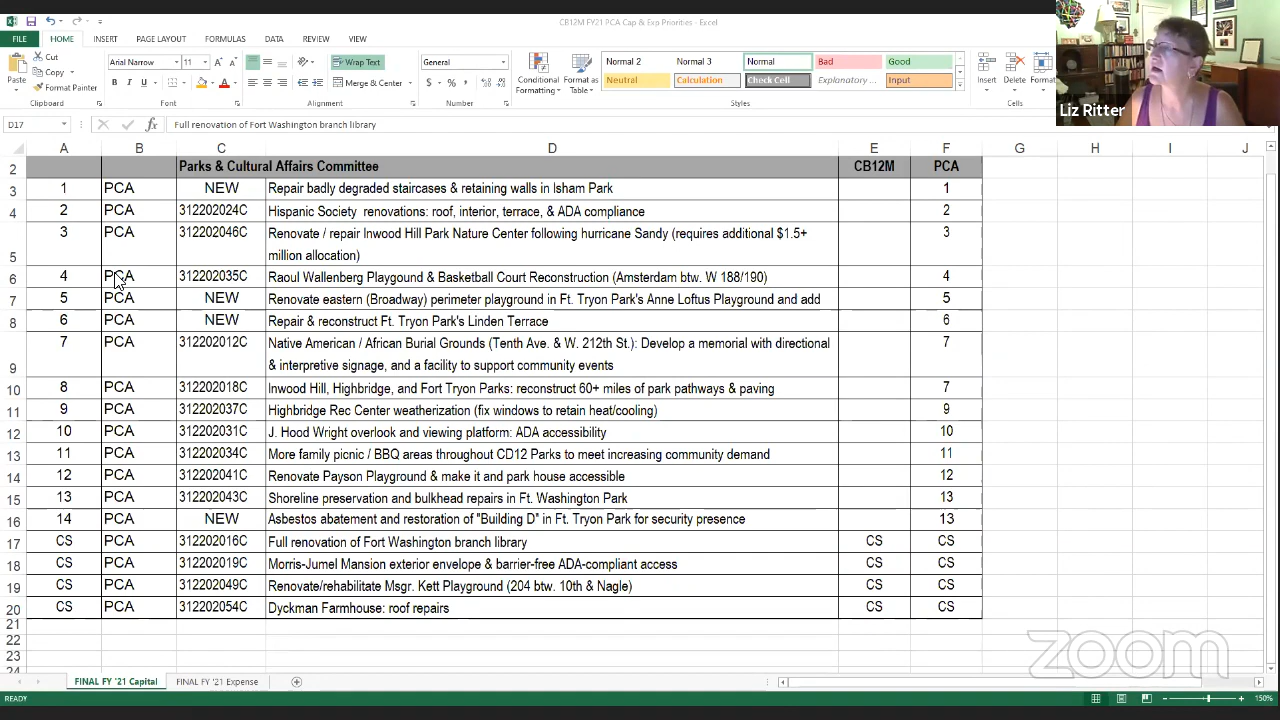 CB12M FY21 PCA Cap & Exp Priorities - Excel
FILE HOME INSERT PAGE LAYOUT FORMULAS DATA REVIEW VIEW
Cut
Copy
Format Painter
Paste
Clipboard
Arial Narrow 11
B I U
Font
Wrap Text
Merge & Center
Alignment
General
$ % ,
Number
Conditional Formatting
Format as Table
Normal 2 Normal 3 Normal Bad Good
Neutral Calculation Check Cell Explanatory ... Input
Styles
Insert Delete Format
Cells
Liz Ritter
D17 fx Full renovation of Fort Washington branch library
A B C D E F G H I J
2 Parks & Cultural Affairs Committee CB12M PCA
3 1 PCA NEW Repair badly degraded staircases & retaining walls in Isham Park 1
4 2 PCA 312202024C Hispanic Society renovations: roof, interior, terrace, & ADA compliance 2
5 3 PCA 312202046C Renovate / repair Inwood Hill Park Nature Center following hurricane Sandy (requires additional $1.5+ 3
million allocation)
6 4 PCA 312202035C Raoul Wallenberg Playgound & Basketball Court Reconstruction (Amsterdam btw. W 188/190) 4
7 5 PCA NEW Renovate eastern (Broadway) perimeter playground in Ft. Tryon Park's Anne Loftus Playground and add 5
8 6 PCA NEW Repair & reconstruct Ft. Tryon Park's Linden Terrace 6
9 7 PCA 312202012C Native American / African Burial Grounds (Tenth Ave. & W. 212th St.): Develop a memorial with directional 7
& interpretive signage, and a facility to support community events
10 8 PCA 312202018C Inwood Hill, Highbridge, and Fort Tryon Parks: reconstruct 60+ miles of park pathways & paving 7
11 9 PCA 312202037C Highbridge Rec Center weatherization (fix windows to retain heat/cooling) 9
12 10 PCA 312202031C J. Hood Wright overlook and viewing platform: ADA accessibility 10
13 11 PCA 312202034C More family picnic / BBQ areas throughout CD12 Parks to meet increasing community demand 11
14 12 PCA 312202041C Renovate Payson Playground & make it and park house accessible 12
15 13 PCA 312202043C Shoreline preservation and bulkhead repairs in Ft. Washington Park 13
16 14 PCA NEW Asbestos abatement and restoration of "Building D" in Ft. Tryon Park for security presence 13
17 CS PCA 312202016C Full renovation of Fort Washington branch library CS CS
18 CS PCA 312202019C Morris-Jumel Mansion exterior envelope & barrier-free ADA-compliant access CS CS
19 CS PCA 312202049C Renovate/rehabilitate Msgr. Kett Playground (204 btw. 10th & Nagle) CS CS
20 CS PCA 312202054C Dyckman Farmhouse: roof repairs CS CS
21
22
23
24
zoom
FINAL FY '21 Capital FINAL FY '21 Expense
READY 150%